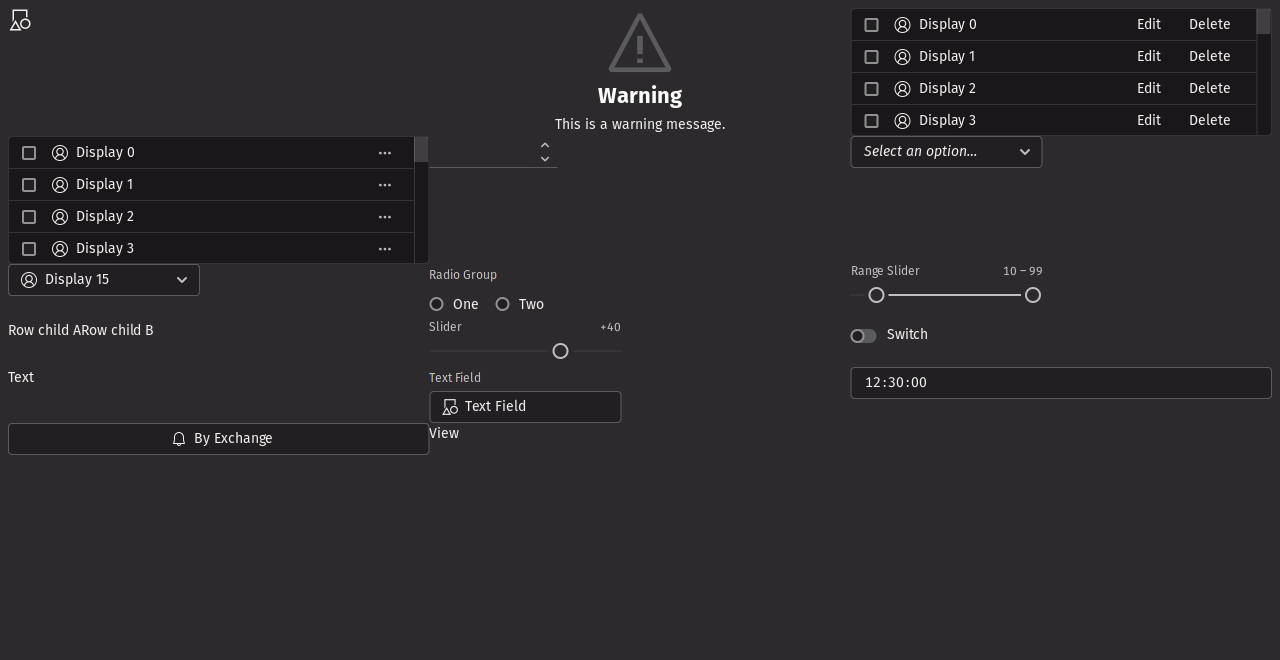 Warning
This is a warning message.
Display 0 Edit Delete
Display 1 Edit Delete
Display 2 Edit Delete
Display 3 Edit Delete
Display 0
Display 1
Display 2
Display 3
Select an option...
Display 15
Radio Group
One Two
Range Slider 10 – 99
Row child ARow child B
Slider +40
Switch
Text
Text Field
Text Field
12:30:00
By Exchange
View